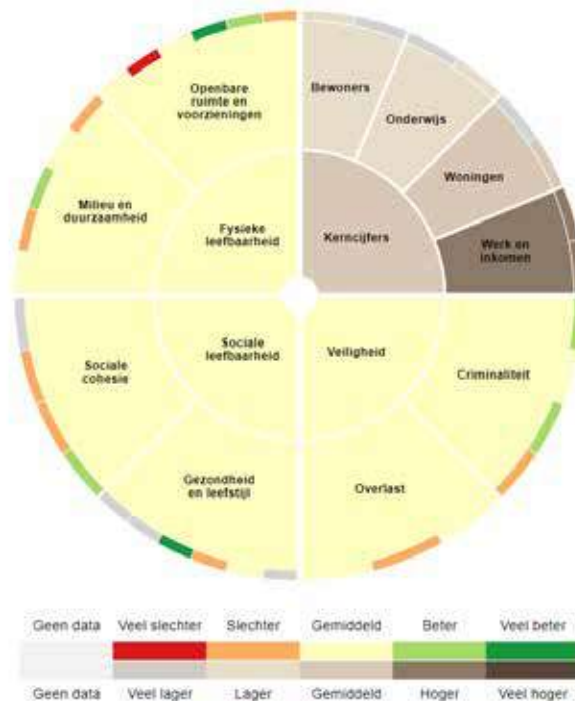 Openbare
ruimte en
voorzieningen
Bewoners
Onderwijs
Woningen
Werk en
inkomen
Milieu en
duurzaamheid
Fysieke
leefbaarheid
Kerncijfers
Sociale
leefbaarheid
Veiligheid
Sociale
cohesie
Criminaliteit
Gezondheid
en leefstijl
Overlast
Geen data Veel slechter Slechter Gemiddeld Beter Veel beter
Geen data Veel lager Lager Gemiddeld Hoger Veel hoger